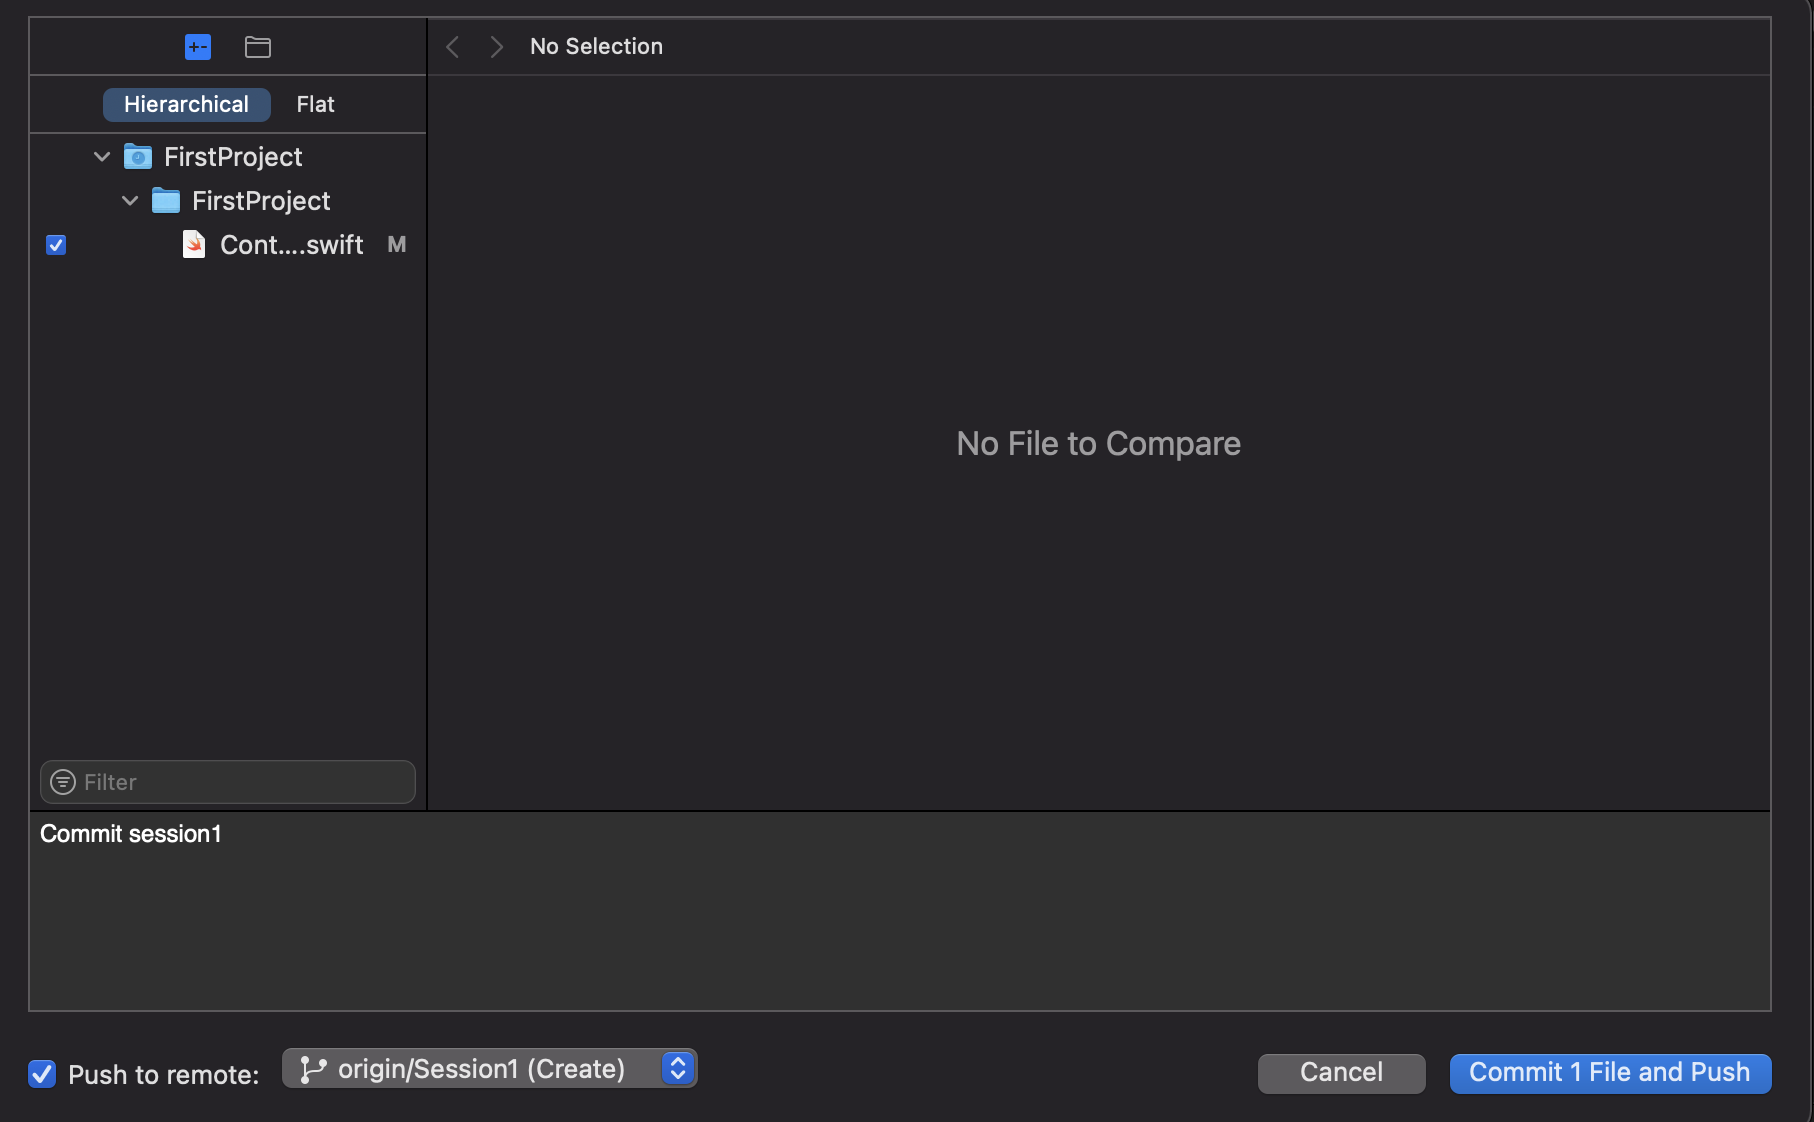 No Selection
Hierarchical Flat
FirstProject
FirstProject
Cont....swift M
No File to Compare
Filter
Commit session1
Push to remote: origin/Session1 (Create)
Cancel Commit 1 File and Push